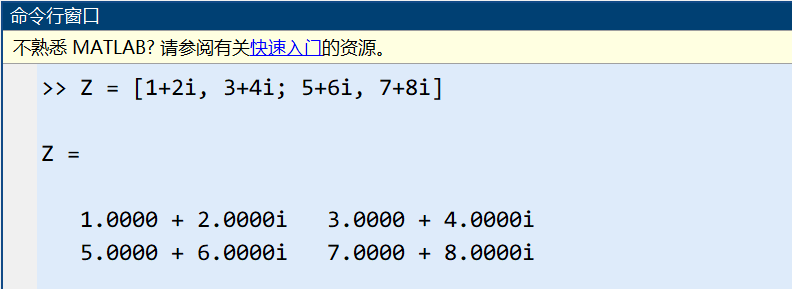 命令行窗口
不熟悉 MATLAB? 请参阅有关快速入门的资源。
>> Z = [1+2i, 3+4i; 5+6i, 7+8i]
Z =
1.0000 + 2.0000i   3.0000 + 4.0000i
5.0000 + 6.0000i   7.0000 + 8.0000i